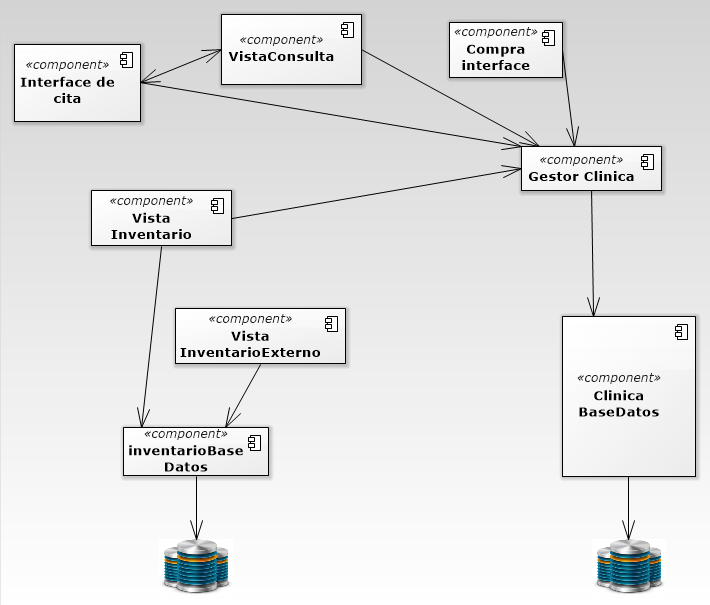 «component»
VistaConsulta
«component»
Compra
interface
«component»
Interface de
cita
«component»
Gestor Clinica
«component»
Vista
Inventario
«component»
Vista
InventarioExterno
«component»
Clinica
BaseDatos
«component»
inventarioBase
Datos